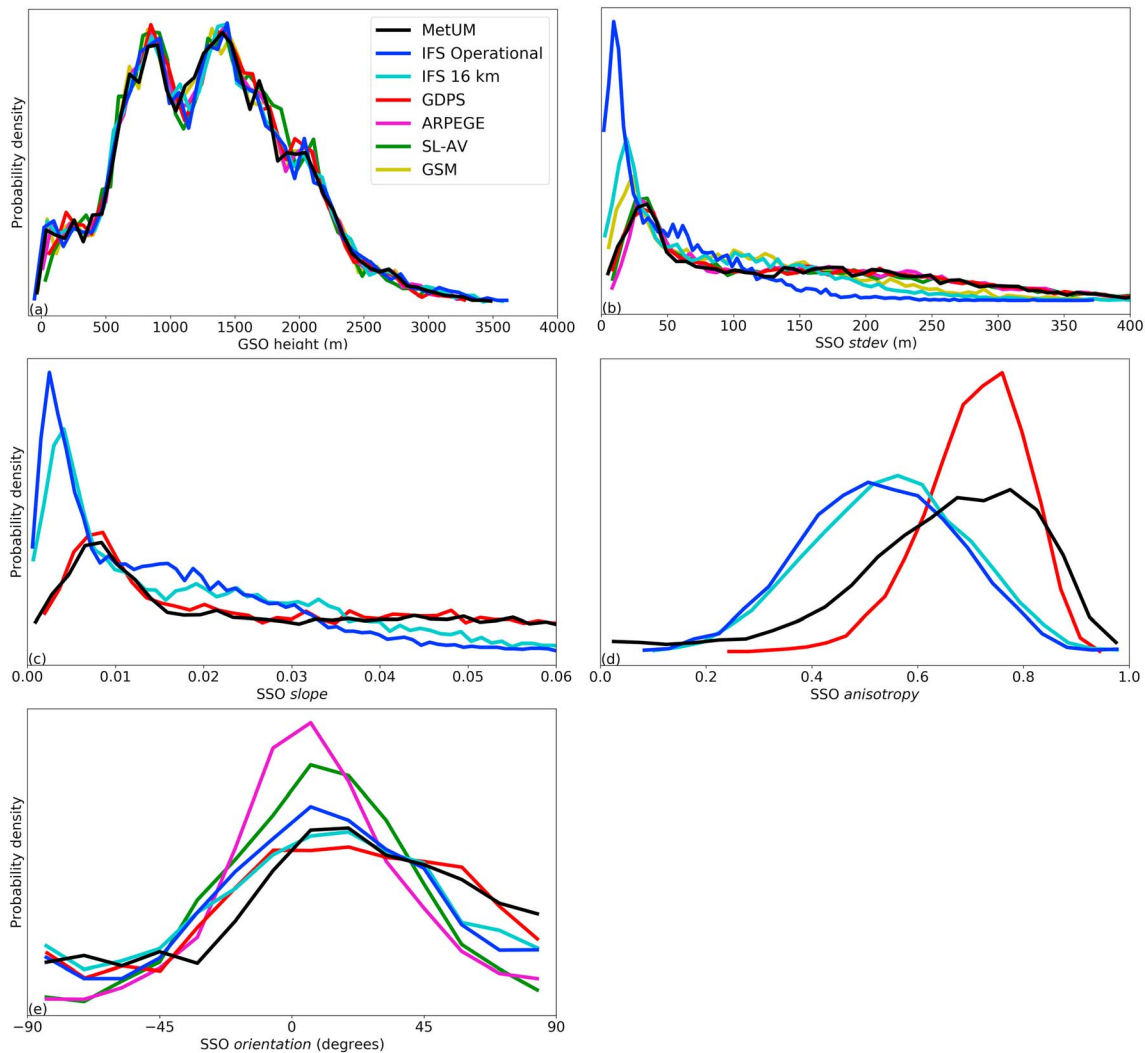 Probability density
MetUM
IFS Operational
IFS 16 km
GDPS
ARPEGE
SL-AV
GSM
(a)
0 500 1000 1500 2000 2500 3000 3500 4000
GSO height (m)
(b)
0 50 100 150 200 250 300 350 400
SSO stdev (m)
Probability density
(c)
0.00 0.01 0.02 0.03 0.04 0.05 0.06
SSO slope
(d)
0.0 0.2 0.4 0.6 0.8 1.0
SSO anisotropy
Probability density
(e)
−90 −45 0 45 90
SSO orientation (degrees)